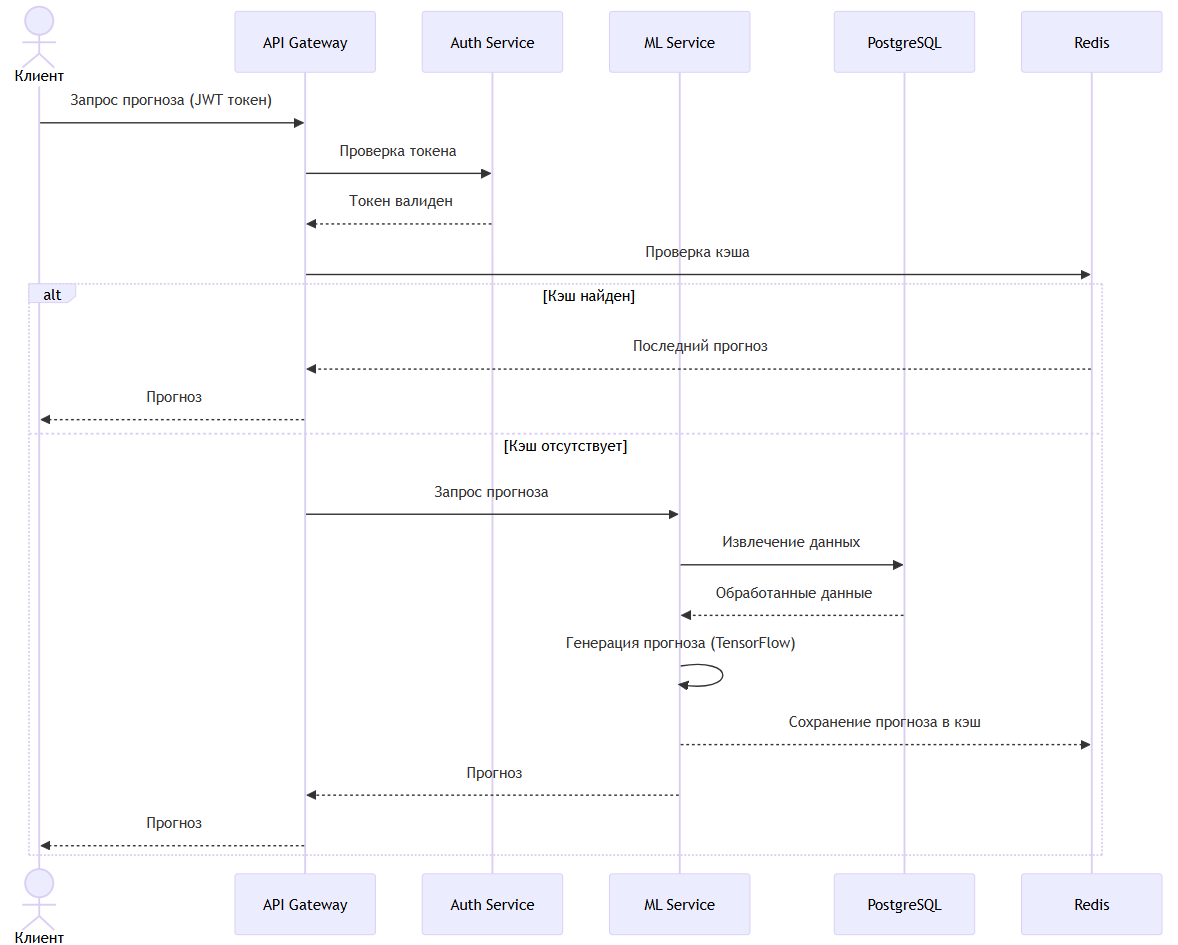 Клиент
API Gateway
Auth Service
ML Service
PostgreSQL
Redis
Запрос прогноза (JWT токен)
Проверка токена
Токен валиден
Проверка кэша
alt
[Кэш найден]
Последний прогноз
Прогноз
[Кэш отсутствует]
Запрос прогноза
Извлечение данных
Обработанные данные
Генерация прогноза (TensorFlow)
Сохранение прогноза в кэш
Прогноз
Прогноз
Клиент
API Gateway
Auth Service
ML Service
PostgreSQL
Redis